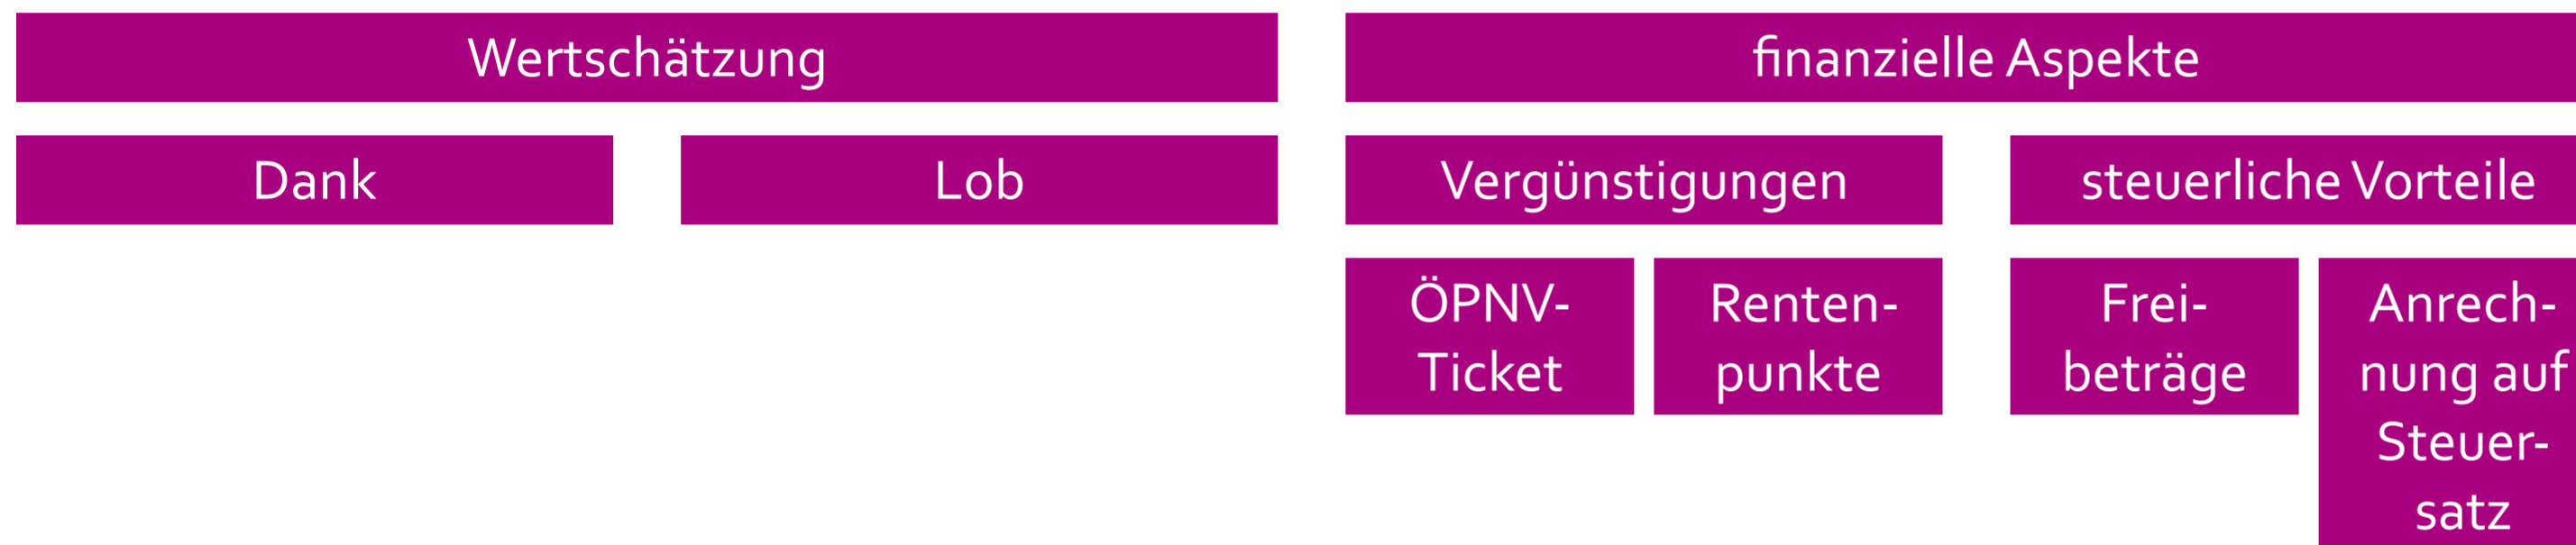 Wertschätzung
finanzielle Aspekte
Dank
Lob
Vergünstigungen
steuerliche Vorteile
ÖPNV-
Ticket
Renten-
punkte
Frei-
beträge
Anrech-
nung auf
Steuer-
satz